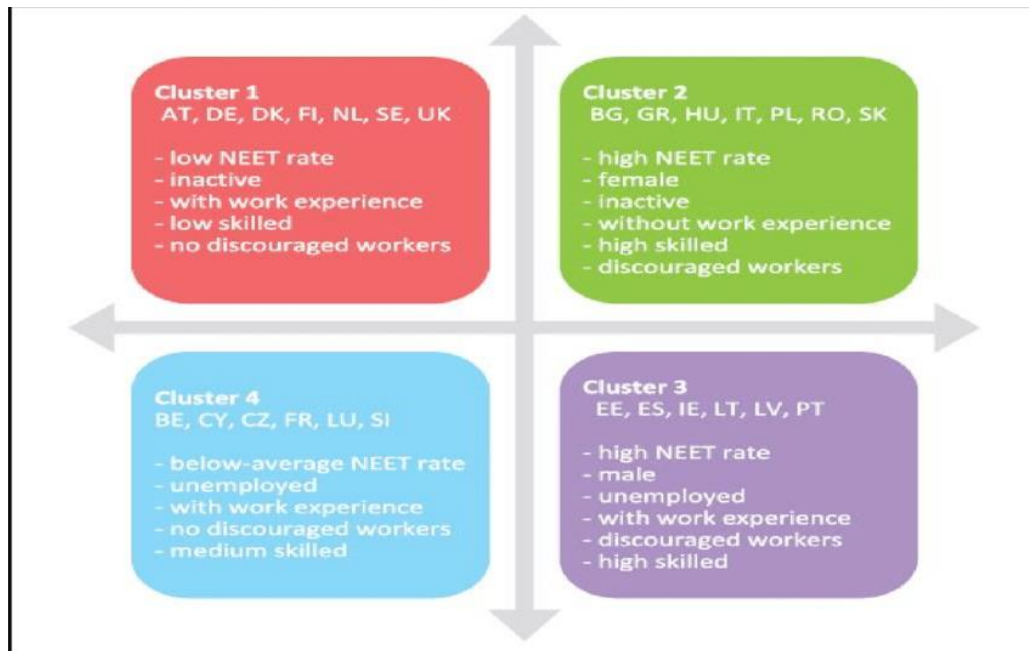 Cluster 1
AT, DE, DK, FI, NL, SE, UK
- low NEET rate
- inactive
- with work experience
- low skilled
- no discouraged workers
Cluster 2
BG, GR, HU, IT, PL, RO, SK
- high NEET rate
- female
- inactive
- without work experience
- high skilled
- discouraged workers
Cluster 4
BE, CY, CZ, FR, LU, SI
- below-average NEET rate
- unemployed
- with work experience
- no discouraged workers
- medium skilled
Cluster 3
EE, ES, IE, LT, LV, PT
- high NEET rate
- male
- unemployed
- with work experience
- discouraged workers
- high skilled